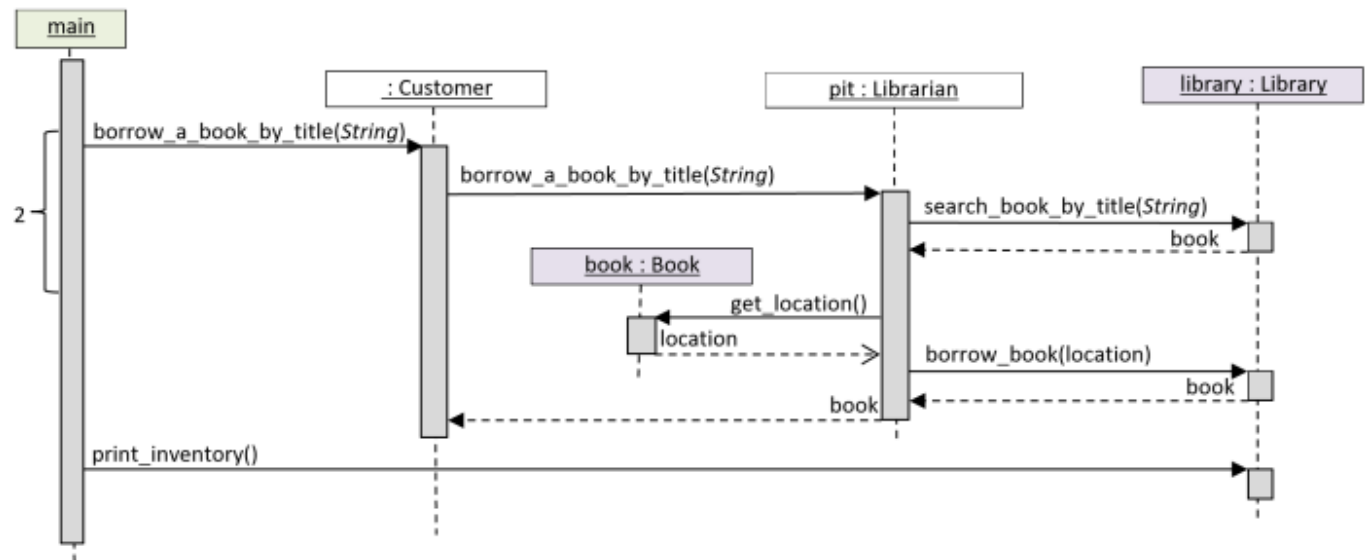 main
: Customer
pit : Librarian
library : Library
borrow_a_book_by_title(String)
borrow_a_book_by_title(String)
search_book_by_title(String)
2
book
book : Book
get_location()
location
borrow_book(location)
book
book
print_inventory()